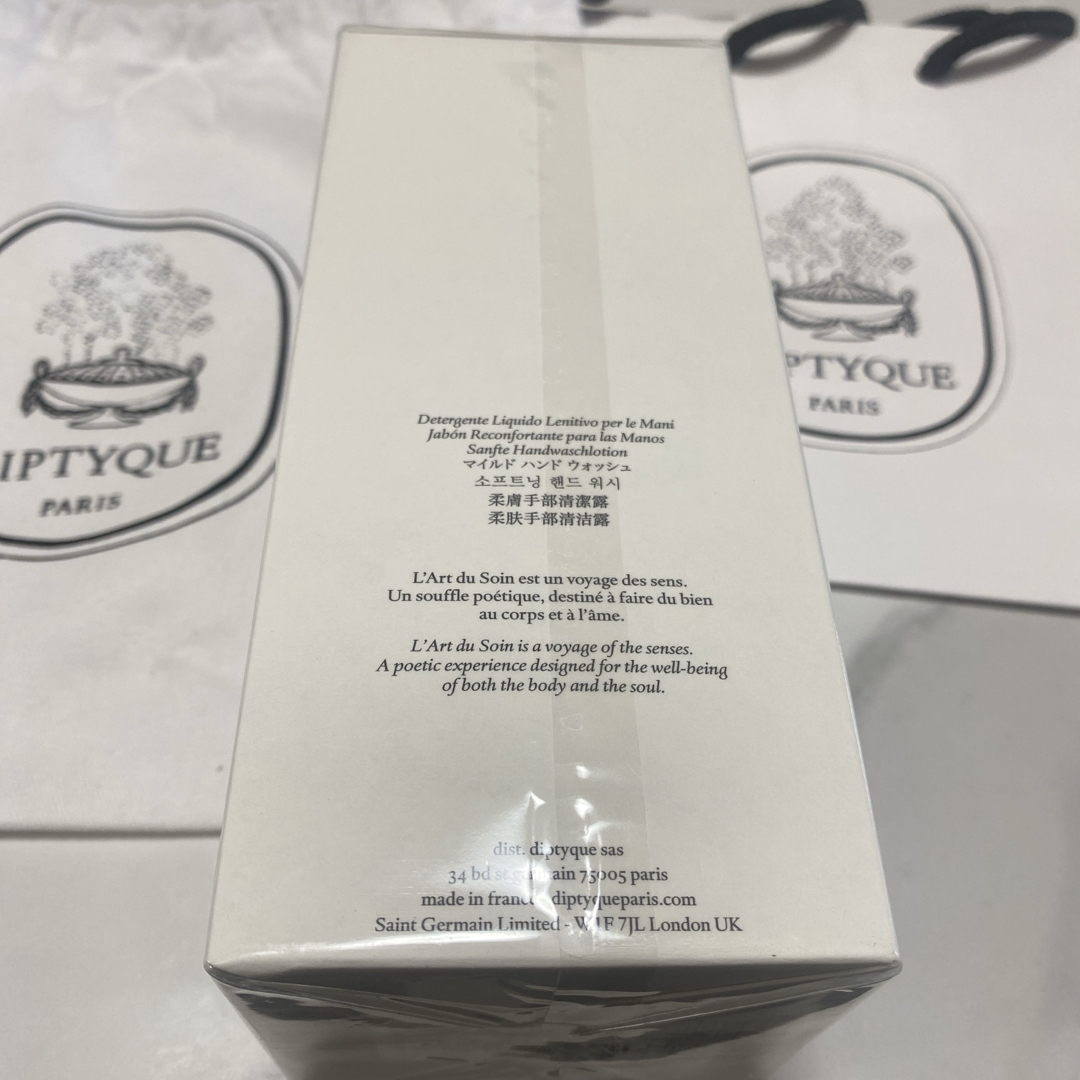 IPTYQUE
PARIS
PTYQUE
PARIS
Detergente Liquido Lenitivo per le Mani
Jabón Reconfortante para las Manos
Sanfte Handwaschlotion
マイルド ハンド ウォッシュ
소프트닝 핸드 워시
柔膚手部清潔露
柔肤手部清洁露
L'Art du Soin est un voyage des sens.
Un souffle poétique, destiné à faire du bien
au corps et à l'âme.
L'Art du Soin is a voyage of the senses.
A poetic experience designed for the well-being
of both the body and the soul.
dist. diptyque sas
34 bd st germain 75005 paris
made in france diptyqueparis.com
Saint Germain Limited - W1F 7JL London UK